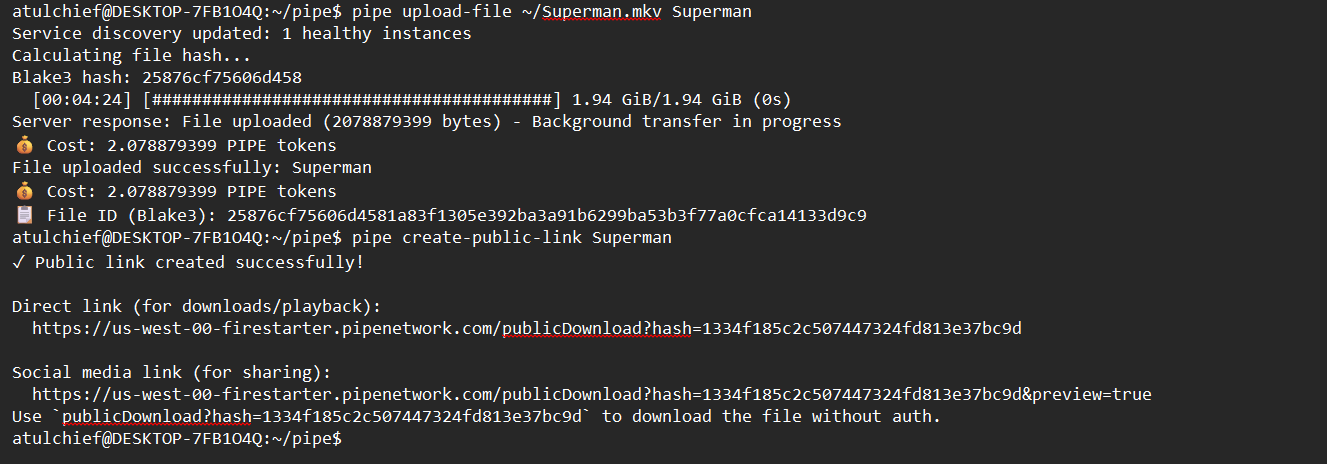 atulchief@DESKTOP-7FB1O4Q:~/pipe$ pipe upload-file ~/Superman.mkv Superman
Service discovery updated: 1 healthy instances
Calculating file hash...
Blake3 hash: 25876cf75606d458
[00:04:24] [########################################] 1.94 GiB/1.94 GiB (0s)
Server response: File uploaded (2078879399 bytes) - Background transfer in progress
💰 Cost: 2.078879399 PIPE tokens
File uploaded successfully: Superman
💰 Cost: 2.078879399 PIPE tokens
📋 File ID (Blake3): 25876cf75606d4581a83f1305e392ba3a91b6299ba53b3f77a0cfca14133d9c9
atulchief@DESKTOP-7FB1O4Q:~/pipe$ pipe create-public-link Superman
✓ Public link created successfully!
Direct link (for downloads/playback):
https://us-west-00-firestarter.pipenetwork.com/publicDownload?hash=1334f185c2c507447324fd813e37bc9d
Social media link (for sharing):
https://us-west-00-firestarter.pipenetwork.com/publicDownload?hash=1334f185c2c507447324fd813e37bc9d&preview=true
Use `publicDownload?hash=1334f185c2c507447324fd813e37bc9d` to download the file without auth.
atulchief@DESKTOP-7FB1O4Q:~/pipe$